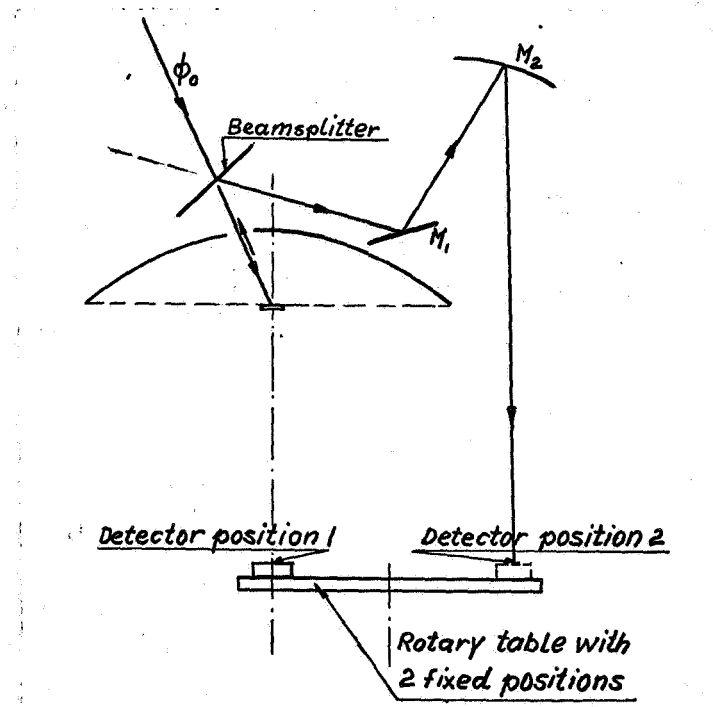 M₂
ϕ₀
Beamsplitter
M₁
Detector position 1
Detector position 2
Rotary table with
2 fixed positions